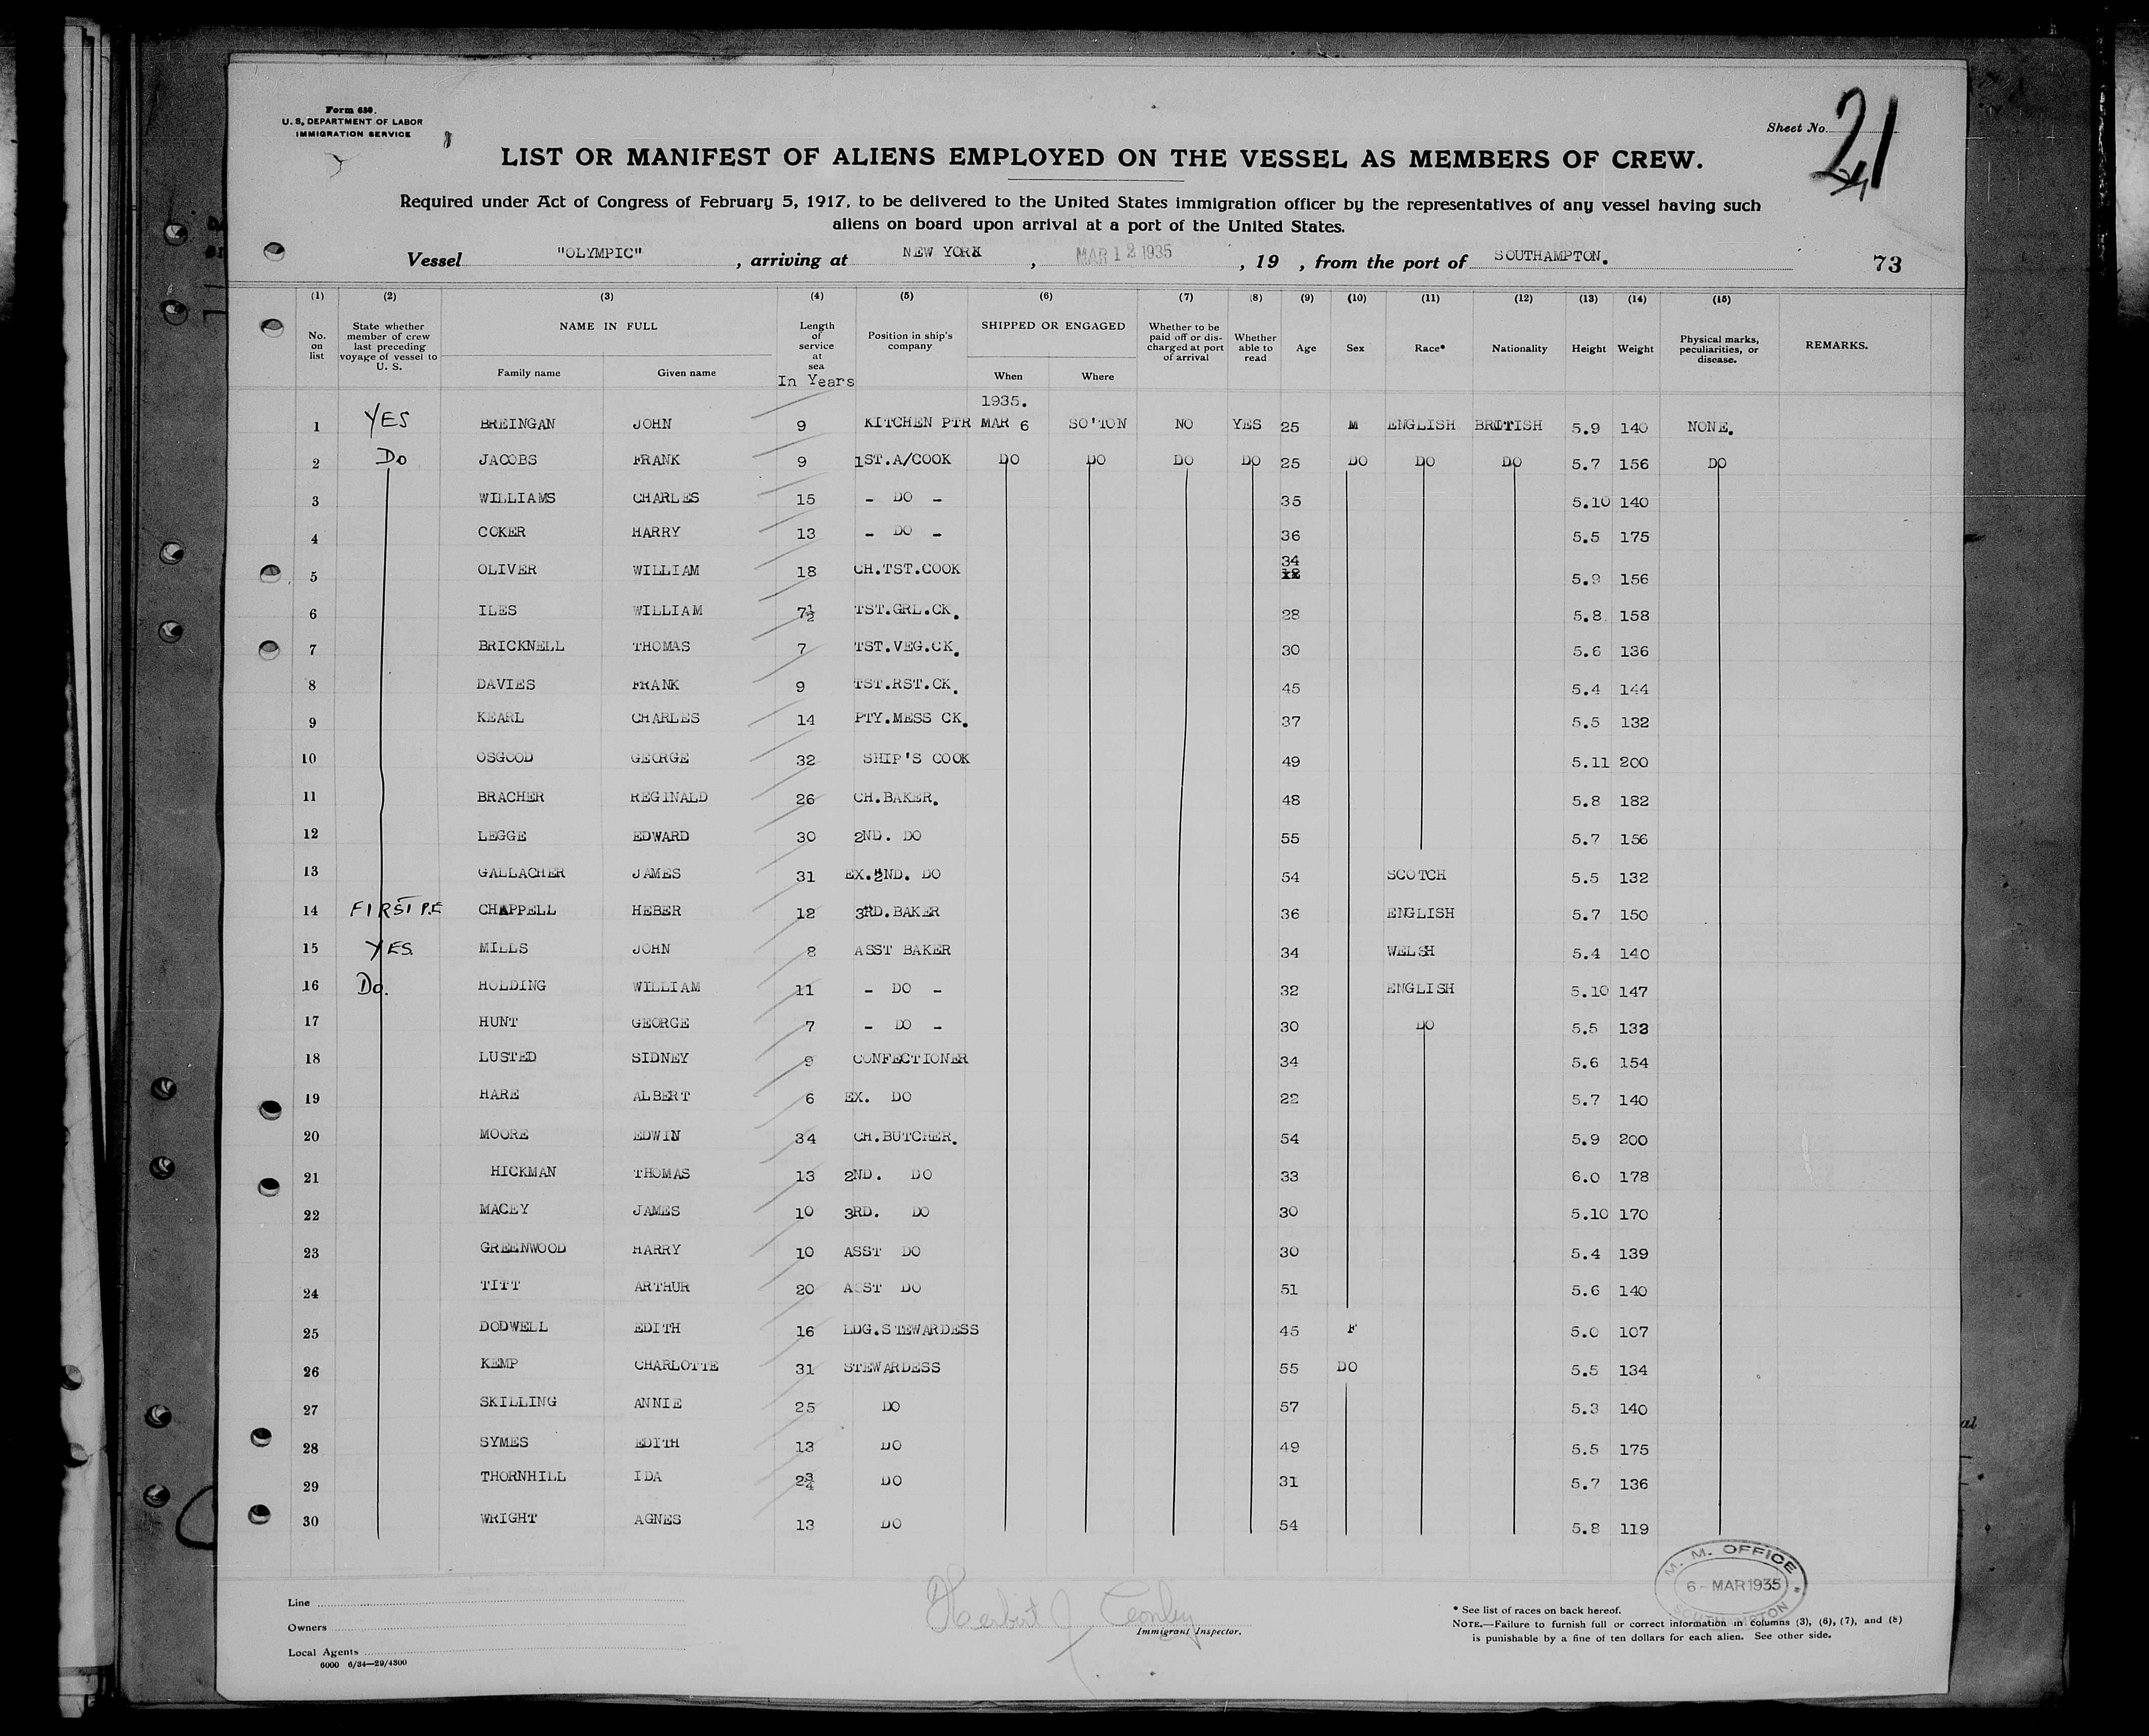 Form 680.
U. S. DEPARTMENT OF LABOR
IMMIGRATION SERVICE
Sheet No. 21
LIST OR MANIFEST OF ALIENS EMPLOYED ON THE VESSEL AS MEMBERS OF CREW.
Required under Act of Congress of February 5, 1917, to be delivered to the United States immigration officer by the representatives of any vessel having such
aliens on board upon arrival at a port of the United States.
Vessel "OLYMPIC" , arriving at NEW YORK , MAR 12 1935 , 19 , from the port of SOUTHAMPTON. 73
(1) (2) (3) (4) (5) (6) (7) (8) (9) (10) (11) (12) (13) (14) (15)
No. on list State whether member of crew last preceding voyage of vessel to U. S. NAME IN FULL Family name Given name Length of service at sea In Years Position in ship's company SHIPPED OR ENGAGED When Where Whether to be paid off or discharged at port of arrival Whether able to read Age Sex Race* Nationality Height Weight Physical marks, peculiarities, or disease. REMARKS.
1935.
1 YES BREINGAN JOHN 9 KITCHEN PTR MAR 6 SO'TON NO YES 25 M ENGLISH BRITISH 5.9 140 NONE.
2 Do JACOBS FRANK 9 1ST.A/COOK DO DO DO DO 25 DO DO DO 5.7 156 DO
3 WILLIAMS CHARLES 15 - DO - 35 5.10 140
4 COKER HARRY 13 - DO - 36 5.5 175
5 OLIVER WILLIAM 18 CH.TST.COOK 34 5.9 156
6 ILES WILLIAM 7½ TST.GRL.CK. 28 5.8 158
7 BRICKNELL THOMAS 7 TST.VEG.CK. 30 5.6 136
8 DAVIES FRANK 9 TST.RST.CK. 45 5.4 144
9 KEARL CHARLES 14 PTY.MESS CK. 37 5.5 132
10 OSGOOD GEORGE 32 SHIP'S COOK 49 5.11 200
11 BRACHER REGINALD 26 CH.BAKER. 48 5.8 182
12 LEGGE EDWARD 30 2ND. DO 55 5.7 156
13 GALLACHER JAMES 31 EX.2ND. DO 54 SCOTCH 5.5 132
14 FIRST CHAPPELL HEBER 12 3RD.BAKER 36 ENGLISH 5.7 150
15 YES. MILLS JOHN 8 ASST BAKER 34 WELSH 5.4 140
16 Do. HOLDING WILLIAM 11 - DO - 32 ENGLISH 5.10 147
17 HUNT GEORGE 7 - DO - 30 DO 5.5 132
18 LUSTED SIDNEY 9 CONFECTIONER 34 5.6 154
19 HARE ALBERT 6 EX. DO 22 5.7 140
20 MOORE EDWIN 34 CH.BUTCHER. 54 5.9 200
21 HICKMAN THOMAS 13 2ND. DO 33 6.0 178
22 MACEY JAMES 10 3RD. DO 30 5.10 170
23 GREENWOOD HARRY 10 ASST DO 30 5.4 139
24 TITT ARTHUR 20 ASST DO 51 5.6 140
25 DODWELL EDITH 16 LDG.STEWARDESS 45 F 5.0 107
26 KEMP CHARLOTTE 31 STEWARDESS 55 DO 5.5 134
27 SKILLING ANNIE 25 DO 57 5.3 140
28 SYMES EDITH 13 DO 49 5.5 175
29 THORNHILL IDA 2¾ DO 31 5.7 136
30 WRIGHT AGNES 13 DO 54 5.8 119
M. M. OFFICE
6 - MAR 1935
SOUTHAMPTON
Line
Owners
Local Agents
6000 6/34—29/4300
Herbert J
Immigrant Inspector.
* See list of races on back hereof.
NOTE.—Failure to furnish full or correct information in columns (3), (6), (7), and (8)
is punishable by a fine of ten dollars for each alien. See other side.